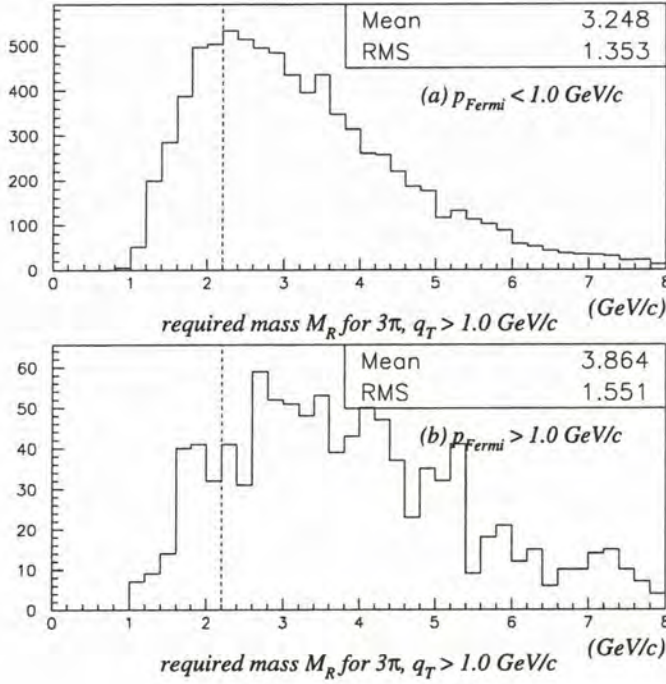 Mean 3.248
RMS 1.353
(a) p_Fermi < 1.0 GeV/c
500
400
300
200
100
0
0 1 2 3 4 5 6 7 8
(GeV/c)
required mass M_R for 3π, q_T > 1.0 GeV/c
Mean 3.864
RMS 1.551
(b) p_Fermi > 1.0 GeV/c
60
50
40
30
20
10
0
0 1 2 3 4 5 6 7 8
(GeV/c)
required mass M_R for 3π, q_T > 1.0 GeV/c